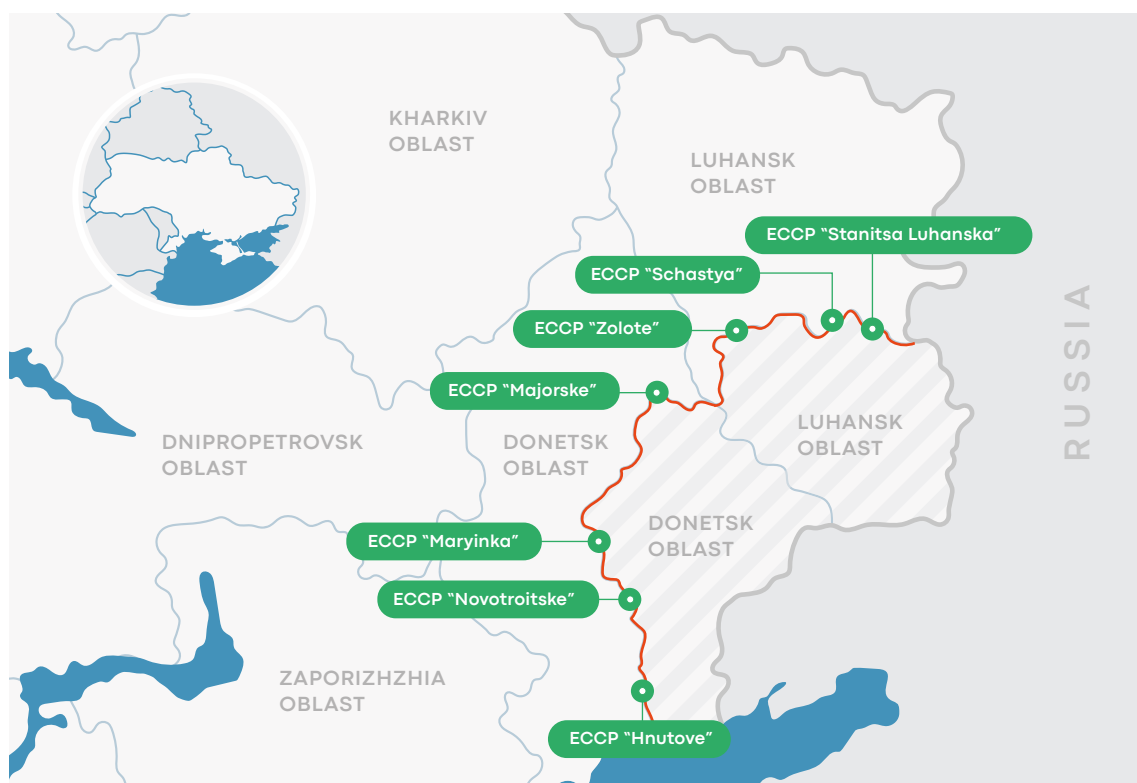 KHARKIV
OBLAST
LUHANSK
OBLAST
ECCP "Stanitsa Luhanska"
ECCP "Schastya"
ECCP "Zolote"
RUSSIA
ECCP "Majorske"
LUHANSK
OBLAST
DNIPROPETROVSK
OBLAST
DONETSK
OBLAST
DONETSK
OBLAST
ECCP "Maryinka"
ECCP "Novotroitske"
ZAPORIZHZHIA
OBLAST
ECCP "Hnutove"